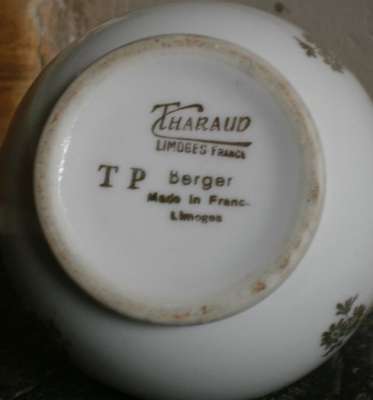 THARAUD
LIMOGES FRANCE
T P Berger
Made in Franc.
Limoges